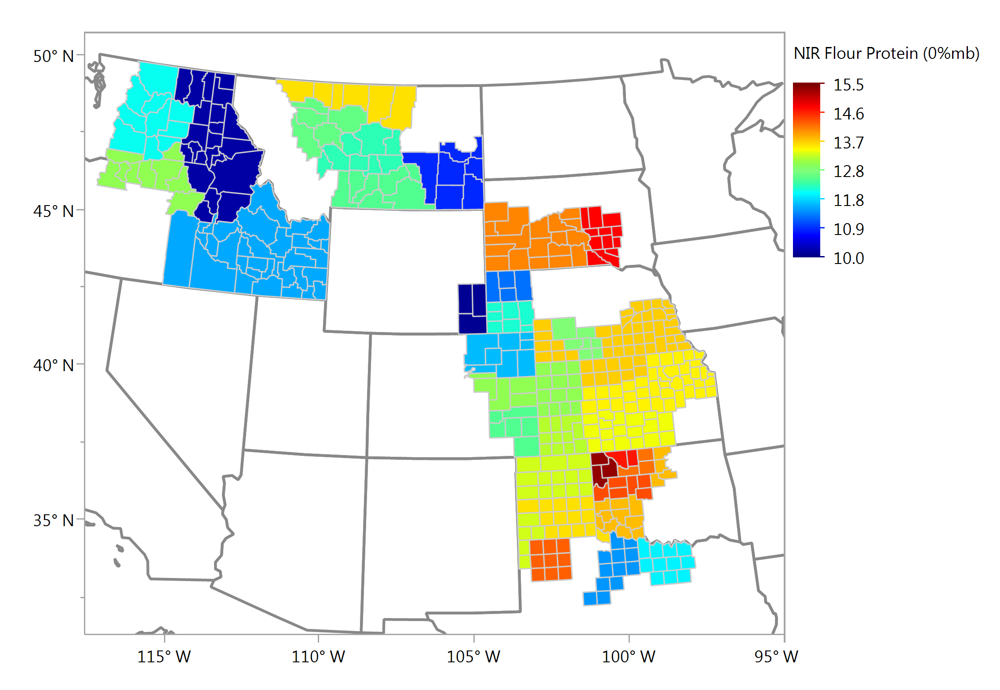 NIR Flour Protein (0%mb)
15.5
14.6
13.7
12.8
11.8
10.9
10.0
50° N
45° N
40° N
35° N
115° W
110° W
105° W
100° W
95° W